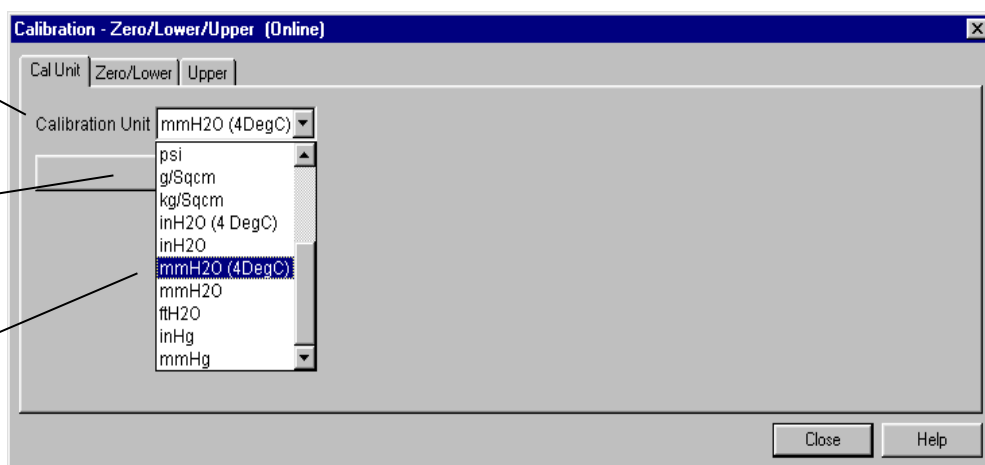 Calibration - Zero/Lower/Upper (Online)
Cal Unit Zero/Lower Upper
Calibration Unit mmH2O (4DegC)
psi
g/Sqcm
kg/Sqcm
inH2O (4 DegC)
inH2O
mmH2O (4DegC)
mmH2O
ftH2O
inHg
mmHg
Close Help